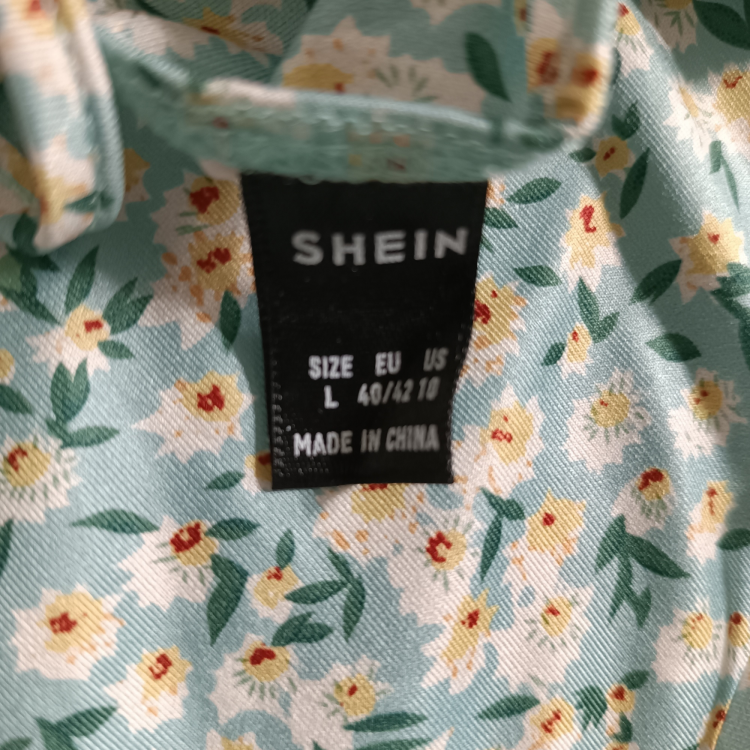 SHEIN
SIZE EU US
L 40/42 10
MADE IN CHINA